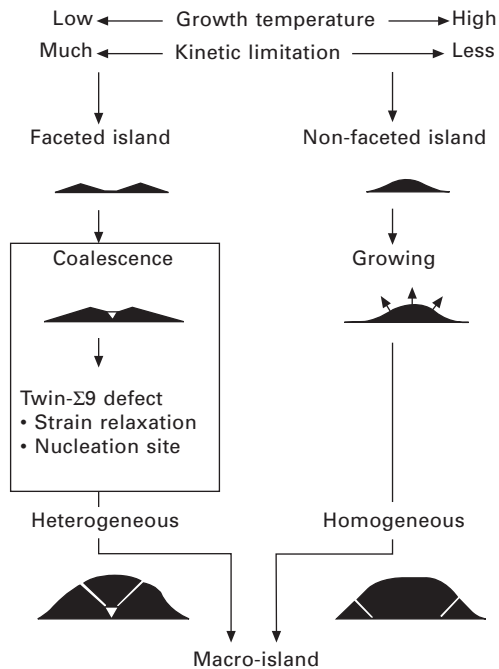 Low Growth temperature High
Much Kinetic limitation Less
Faceted island Non-faceted island
Coalescence Growing
Twin-Σ9 defect
• Strain relaxation
• Nucleation site
Heterogeneous Homogeneous
Macro-island